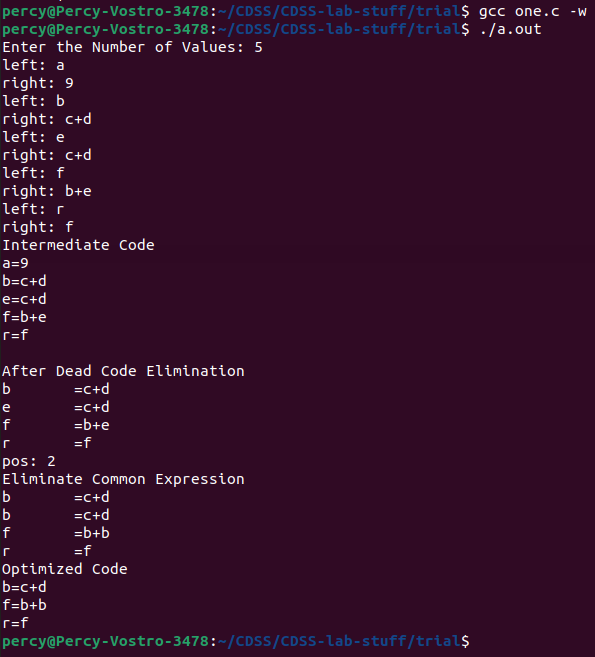 percy@Percy-Vostro-3478:~/CDSS/CDSS-lab-stuff/trial$ gcc one.c -w
percy@Percy-Vostro-3478:~/CDSS/CDSS-lab-stuff/trial$ ./a.out
Enter the Number of Values: 5
left: a
right: 9
left: b
right: c+d
left: e
right: c+d
left: f
right: b+e
left: r
right: f
Intermediate Code
a=9
b=c+d
e=c+d
f=b+e
r=f

After Dead Code Elimination
b       =c+d
e       =c+d
f       =b+e
r       =f
pos: 2
Eliminate Common Expression
b       =c+d
b       =c+d
f       =b+b
r       =f
Optimized Code
b=c+d
f=b+b
r=f
percy@Percy-Vostro-3478:~/CDSS/CDSS-lab-stuff/trial$